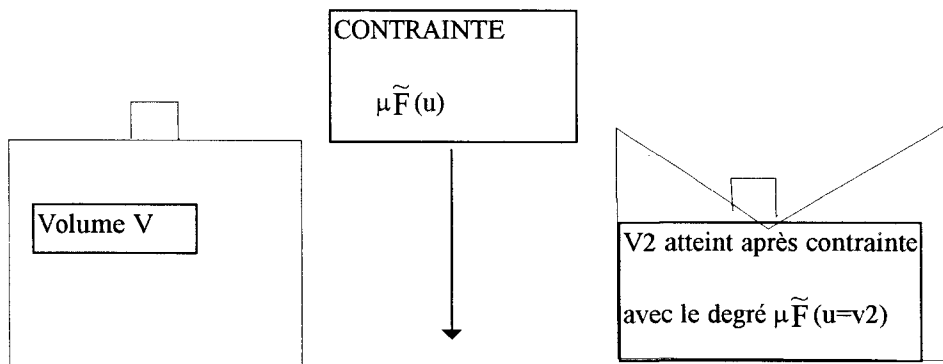 CONTRAINTE
μF̃(u)
Volume V
V2 atteint après contrainte
avec le degré μF̃(u=v2)